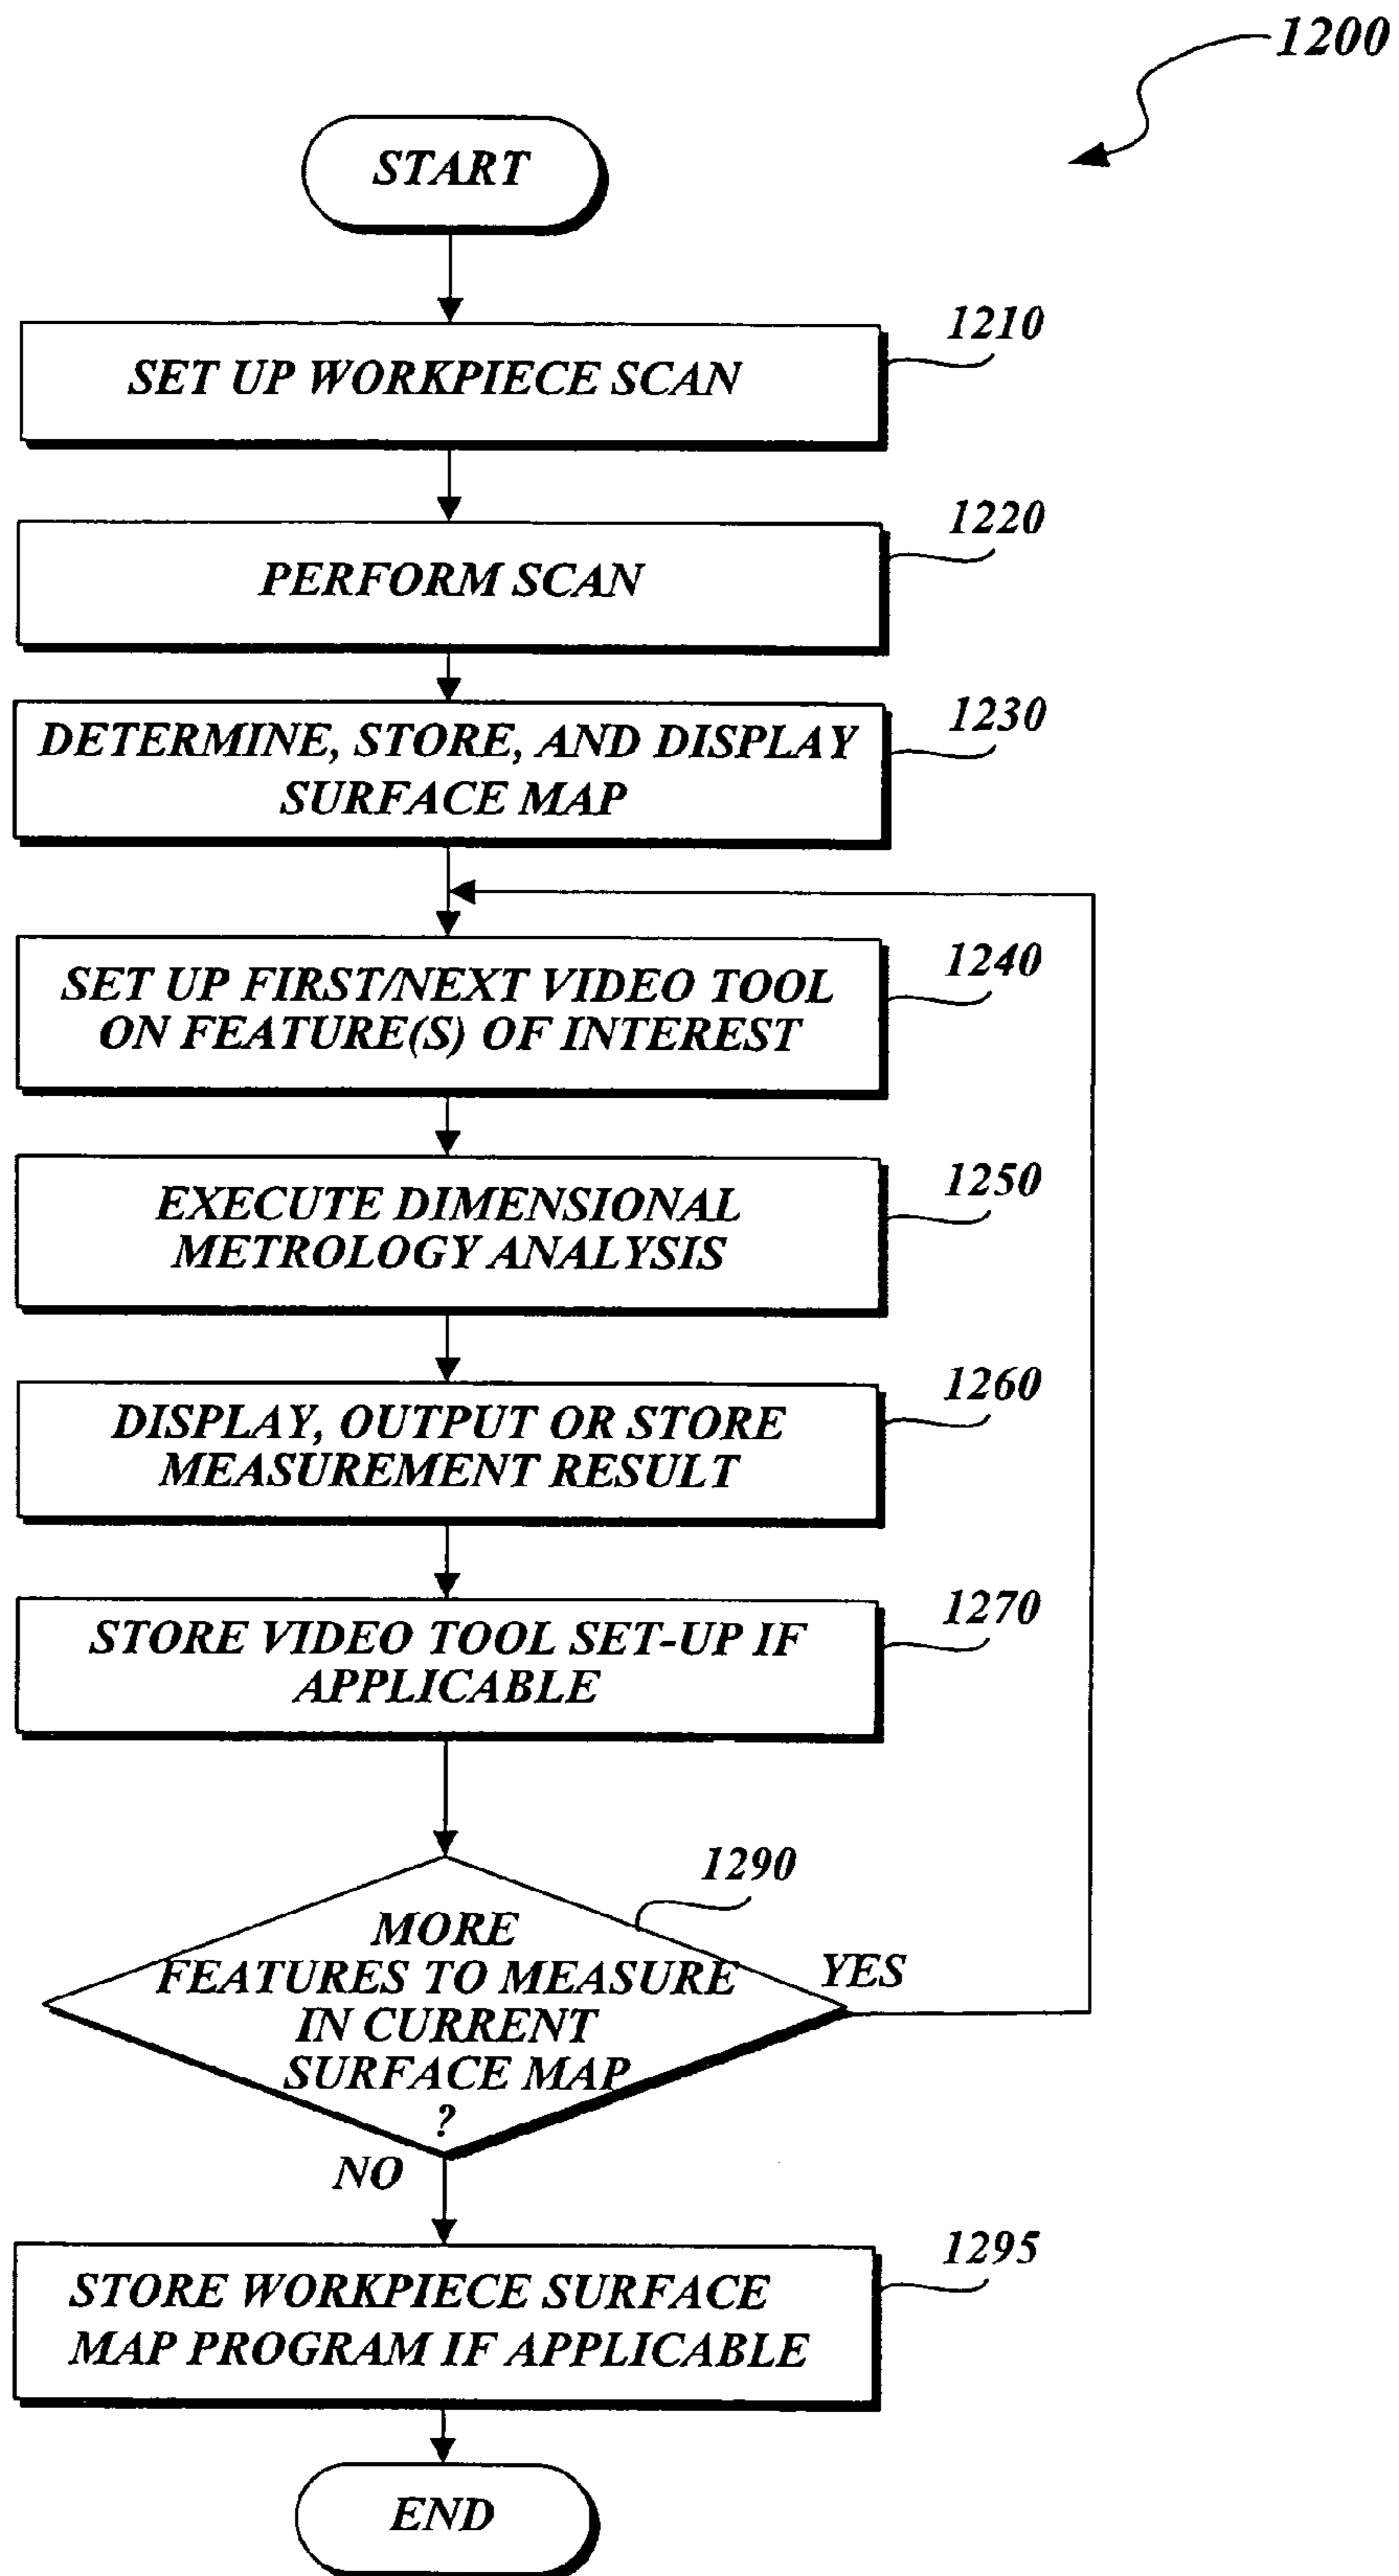 1200
START
1210
SET UP WORKPIECE SCAN
1220
PERFORM SCAN
1230
DETERMINE, STORE, AND DISPLAY
SURFACE MAP
1240
SET UP FIRST/NEXT VIDEO TOOL
ON FEATURE(S) OF INTEREST
1250
EXECUTE DIMENSIONAL
METROLOGY ANALYSIS
1260
DISPLAY, OUTPUT OR STORE
MEASUREMENT RESULT
1270
STORE VIDEO TOOL SET-UP IF
APPLICABLE
1290
MORE
FEATURES TO MEASURE
IN CURRENT
SURFACE MAP
?
YES
NO
1295
STORE WORKPIECE SURFACE
MAP PROGRAM IF APPLICABLE
END